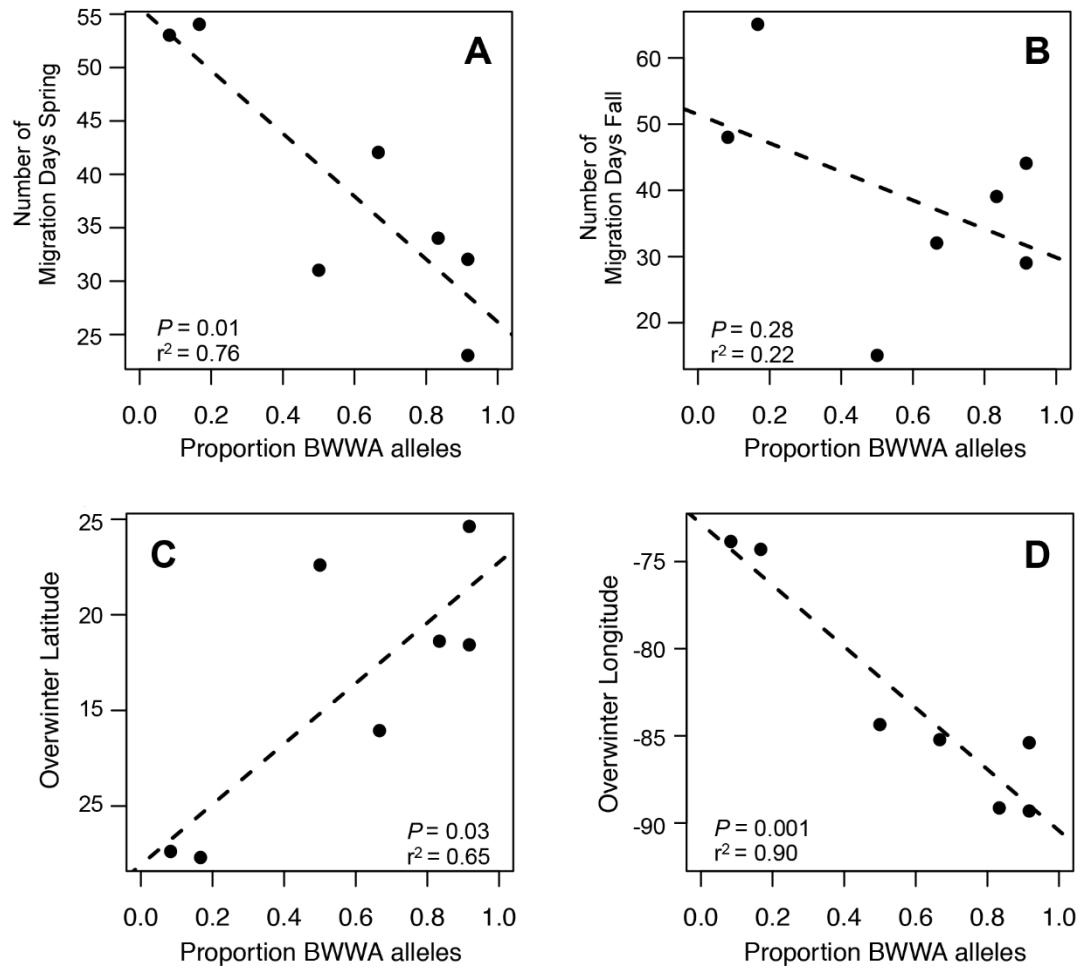 A
Number of
Migration Days Spring
55
50
45
40
35
30
25
P = 0.01
r² = 0.76
0.0 0.2 0.4 0.6 0.8 1.0
Proportion BWWA alleles
B
Number of
Migration Days Fall
60
50
40
30
20
P = 0.28
r² = 0.22
0.0 0.2 0.4 0.6 0.8 1.0
Proportion BWWA alleles
C
Overwinter Latitude
25
20
15
25
P = 0.03
r² = 0.65
0.0 0.2 0.4 0.6 0.8 1.0
Proportion BWWA alleles
D
Overwinter Longitude
-75
-80
-85
-90
P = 0.001
r² = 0.90
0.0 0.2 0.4 0.6 0.8 1.0
Proportion BWWA alleles